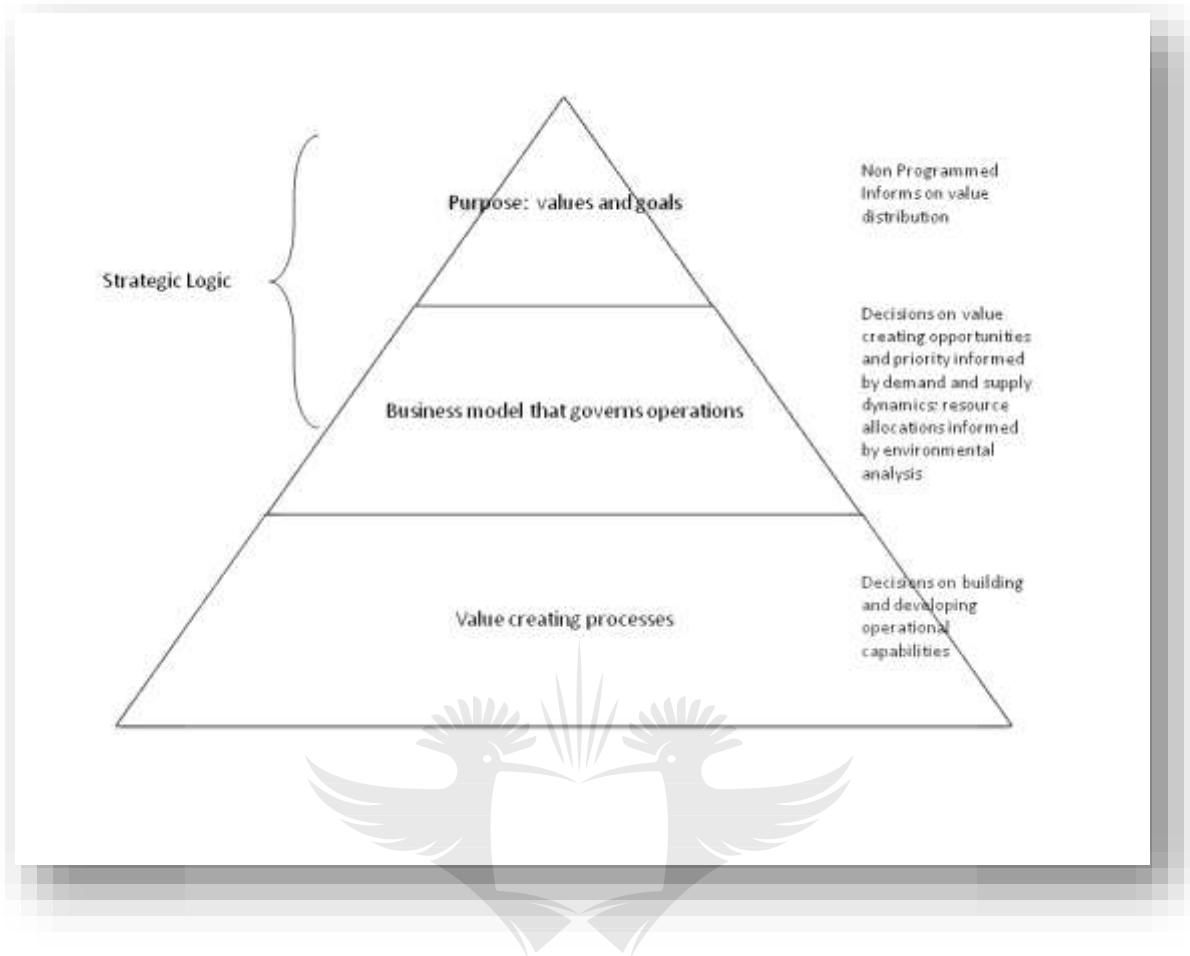 Non Programmed
Informs on value
distribution
Purpose: values and goals
Strategic Logic
Decisions on value
creating opportunities
and priority informed
by demand and supply
dynamics: resource
allocations informed
by environmental
analysis
Business model that governs operations
Decisions on building
and developing
operational
capabilities
Value creating processes